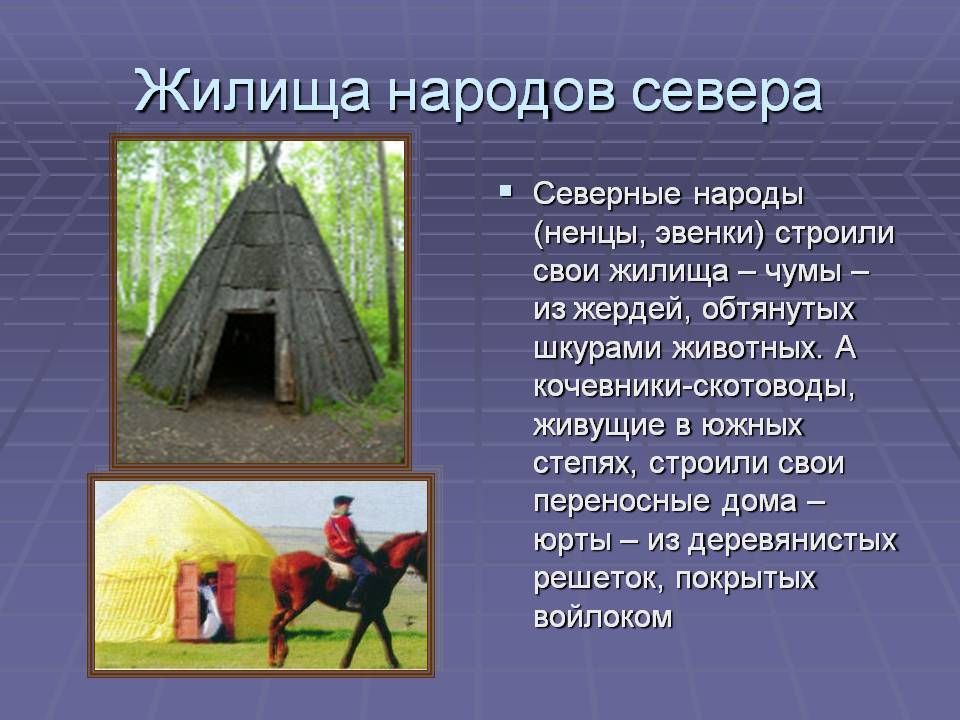 Жилища народов севера
Северные народы
(ненцы, эвенки) строили
свои жилища – чумы –
из жердей, обтянутых
шкурами животных. А
кочевники-скотоводы,
живущие в южных
степях, строили свои
переносные дома –
юрты – из деревянистых
решеток, покрытых
войлоком